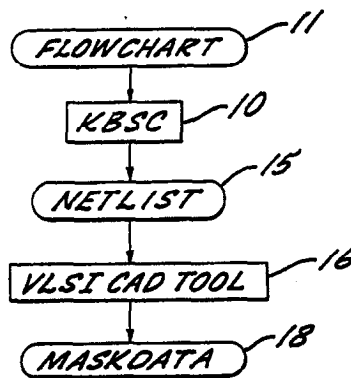 FLOWCHART 11
KBSC 10
NETLIST 15
VLSI CAD TOOL 16
MASKDATA 18